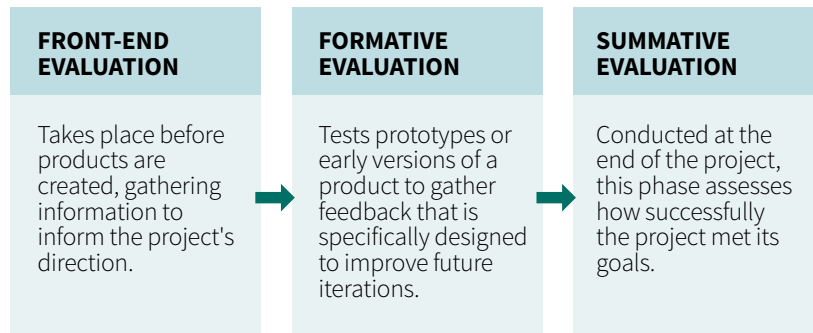 FRONT-END
EVALUATION
Takes place before
products are
created, gathering
information to
inform the project's
direction.
FORMATIVE
EVALUATION
Tests prototypes or
early versions of a
product to gather
feedback that is
specifically designed
to improve future
iterations.
SUMMATIVE
EVALUATION
Conducted at the
end of the project,
this phase assesses
how successfully
the project met its
goals.